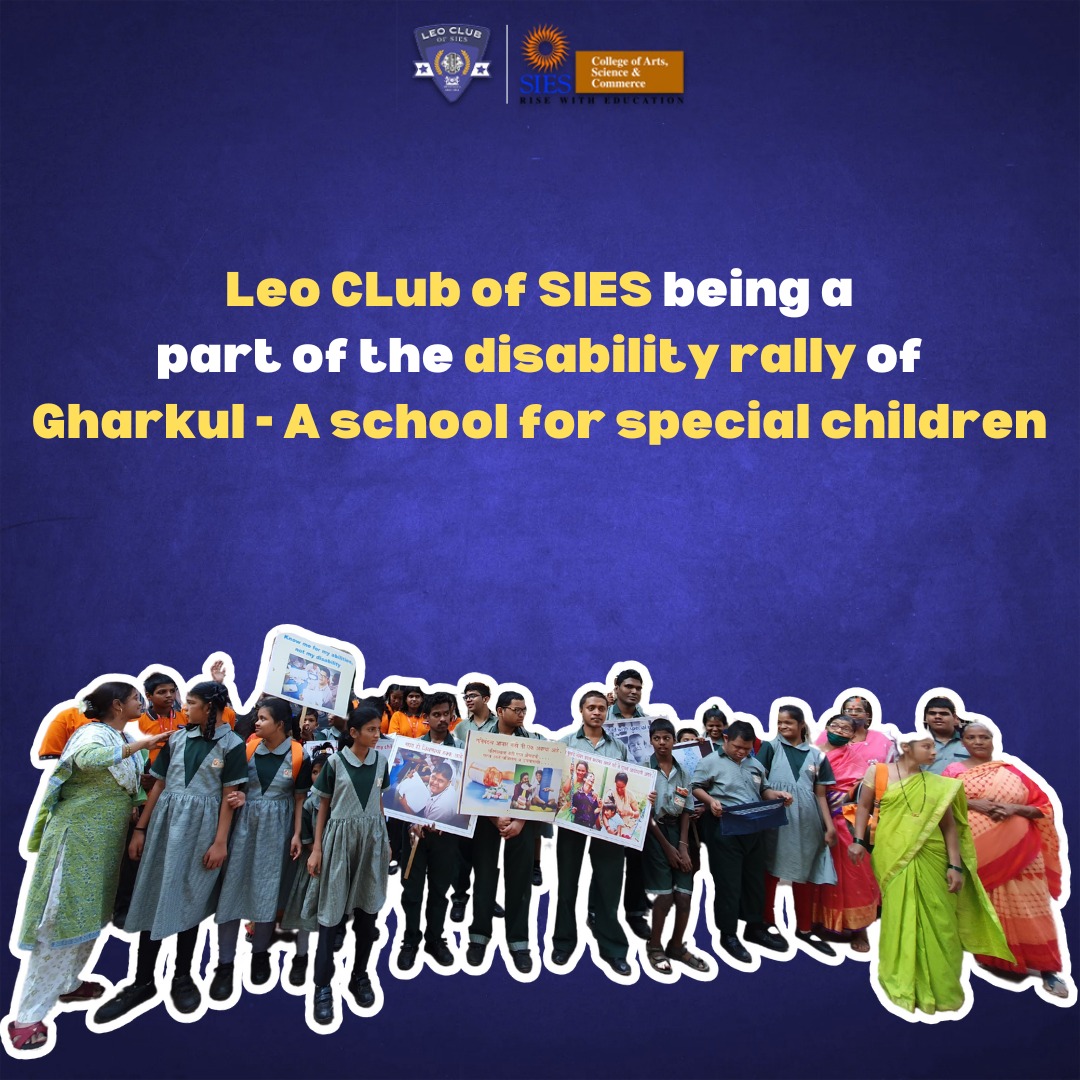 LEO CLUB
OF SIES
SIES
College of Arts,
Science &
Commerce
RISE WITH EDUCATION
Leo CLub of SIES being a
part of the disability rally of
Gharkul - A school for special children
Know me for my abilities
not my disability